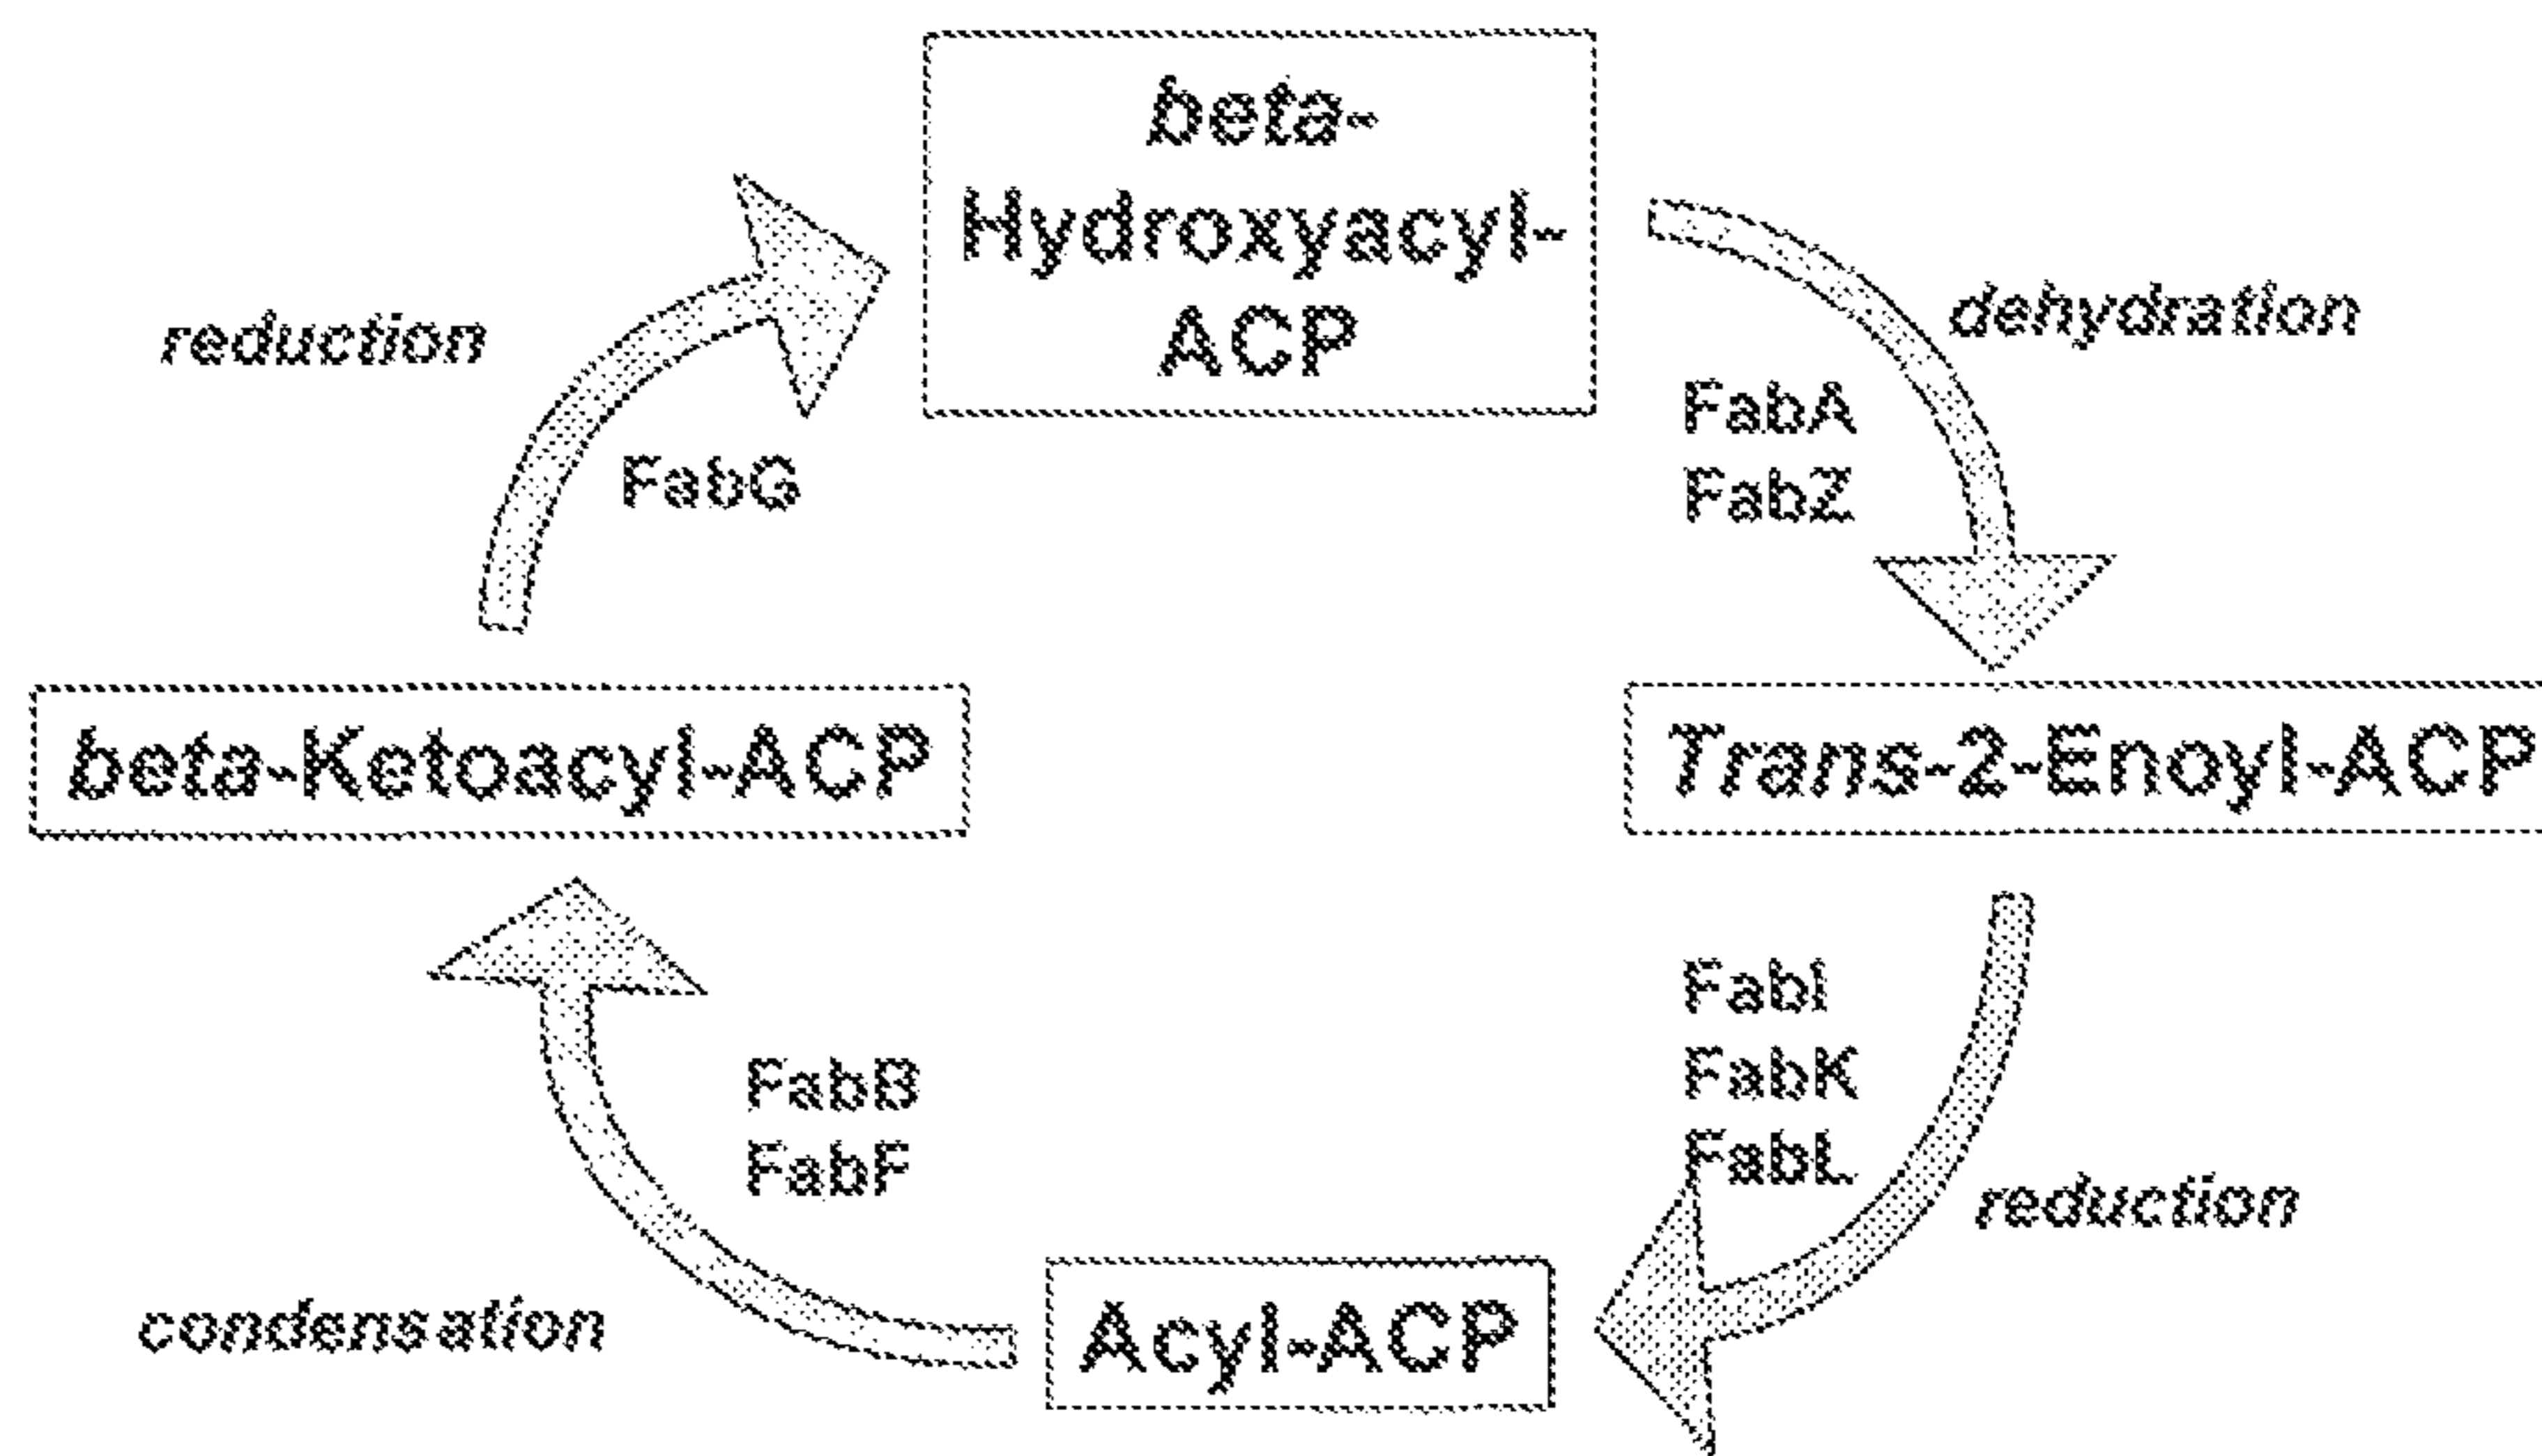 beta-
Hydroxyacyl-
ACP
reduction
dehydration
FabG
FabA
FabZ
beta-Ketoacyl-ACP
Trans-2-Enoyl-ACP
FabB
FabF
FabI
FabK
FabL
condensation
reduction
Acyl-ACP